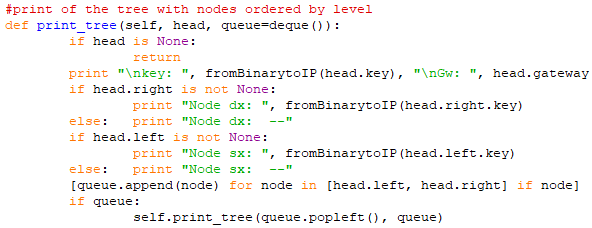 #print of the tree with nodes ordered by level
def print_tree(self, head, queue=deque()):
        if head is None:
                return
        print "\nkey: ", fromBinarytoIP(head.key), "\nGw: ", head.gateway
        if head.right is not None:
                print "Node dx: ", fromBinarytoIP(head.right.key)
        else:   print "Node dx:  --"
        if head.left is not None:
                print "Node sx: ", fromBinarytoIP(head.left.key)
        else:   print "Node sx:  --"
        [queue.append(node) for node in [head.left, head.right] if node]
        if queue:
                self.print_tree(queue.popleft(), queue)